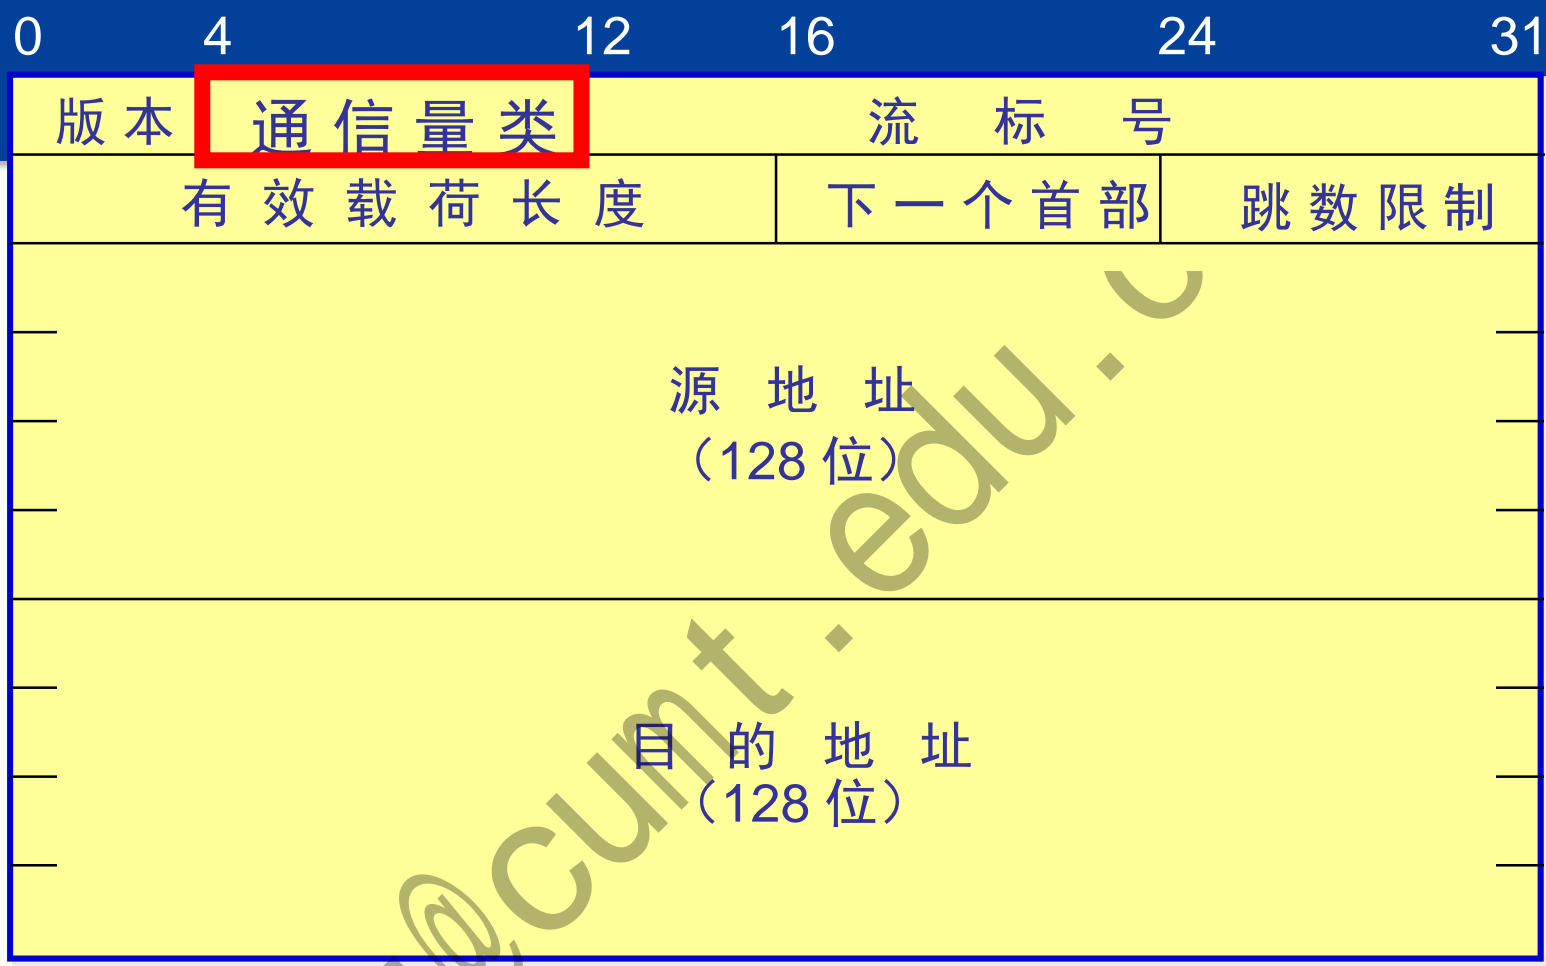 0 4 12 16 24 31
版本 通信量类 流标号
有效载荷长度 下一个首部 跳数限制
源地址
（128 位）
目的地址
（128 位）
@cumt.edu.c